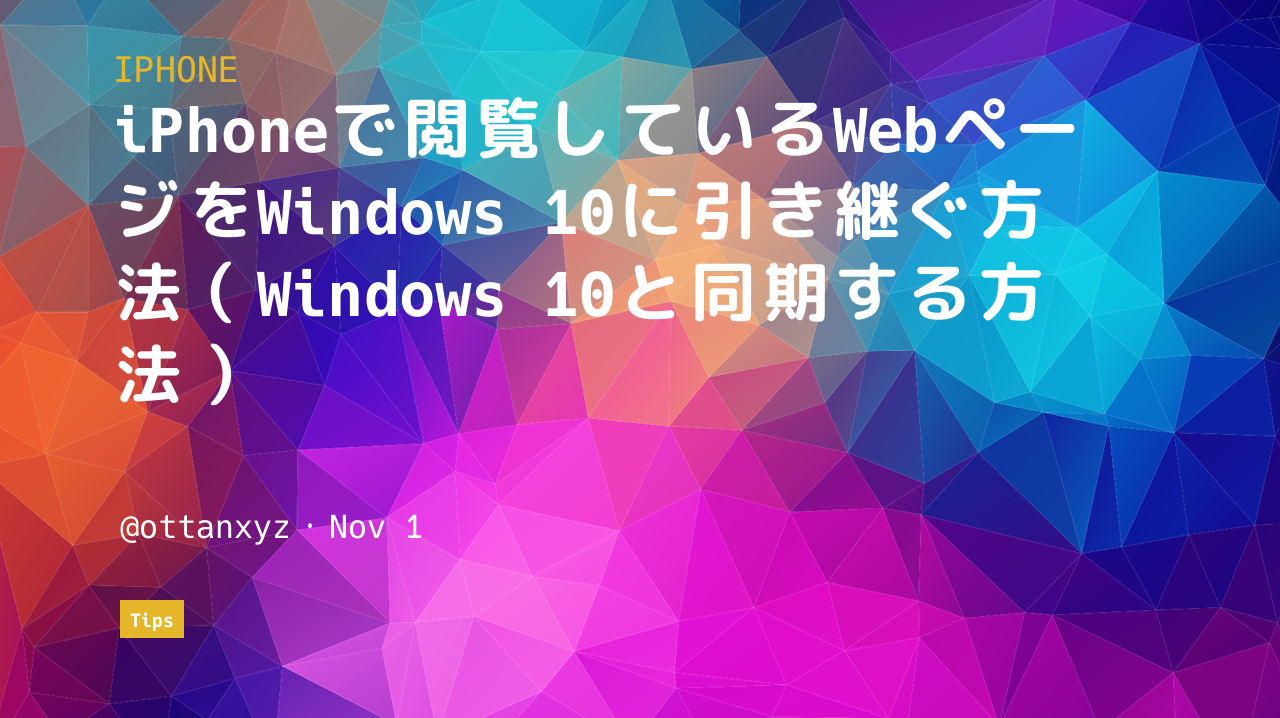 IPHONE
iPhoneで閲覧しているWebペー
ジをWindows 10に引き継ぐ方
法（Windows 10と同期する方
法）
@ottanxyz · Nov 1
Tips